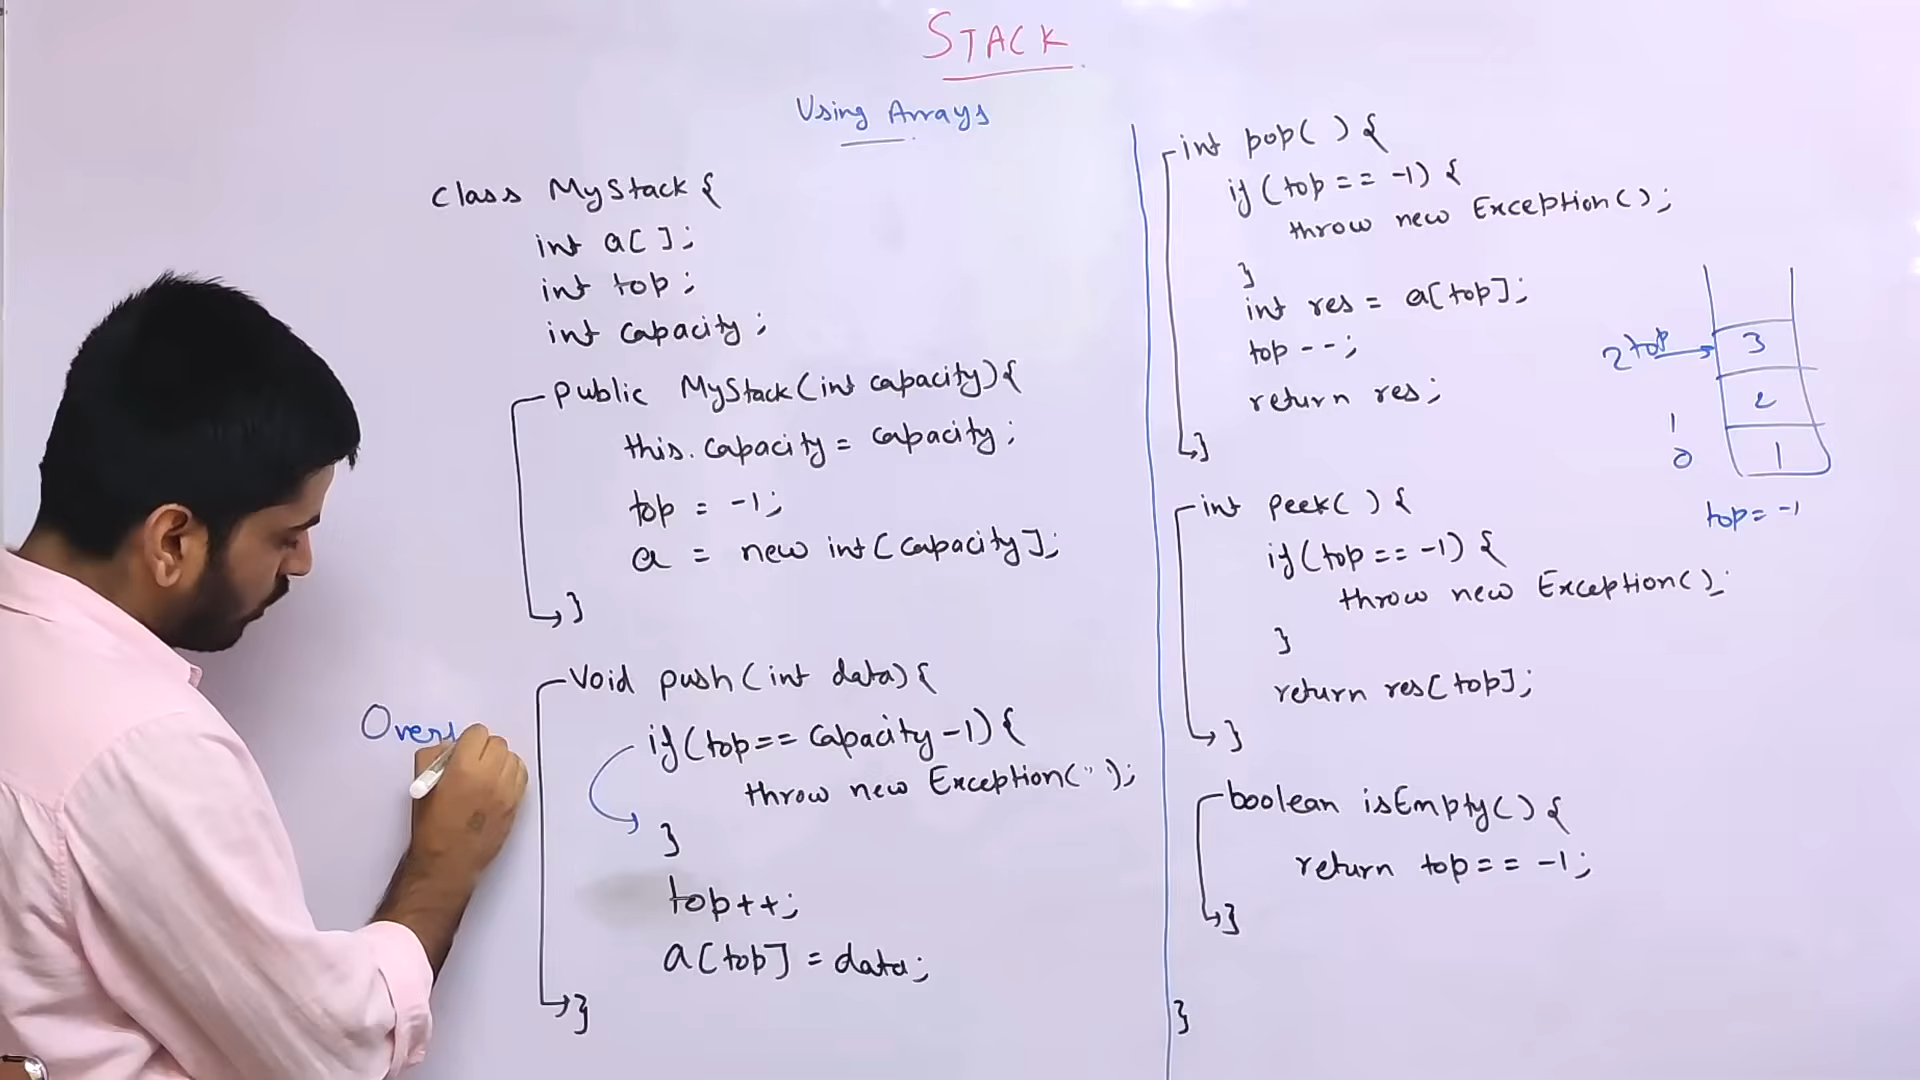 STACK
Using Arrays
class MyStack {
int a[ ];
int top;
int capacity;
public MyStack(int capacity){
this.capacity = capacity;
top = -1;
a = new int[capacity];
}
Void push(int data){
if(top== capacity-1){
throw new Exception(" ");
}
top++;
a[top] = data;
}
Over
int pop( ) {
if(top == -1) {
throw new Exception();
}
int res = a[top];
top--;
return res;
}
int peek( ) {
if(top == -1) {
throw new Exception();
}
return res[top];
}
boolean isEmpty() {
return top == -1;
}
}
2 top 3
1 2
0 1
top = -1